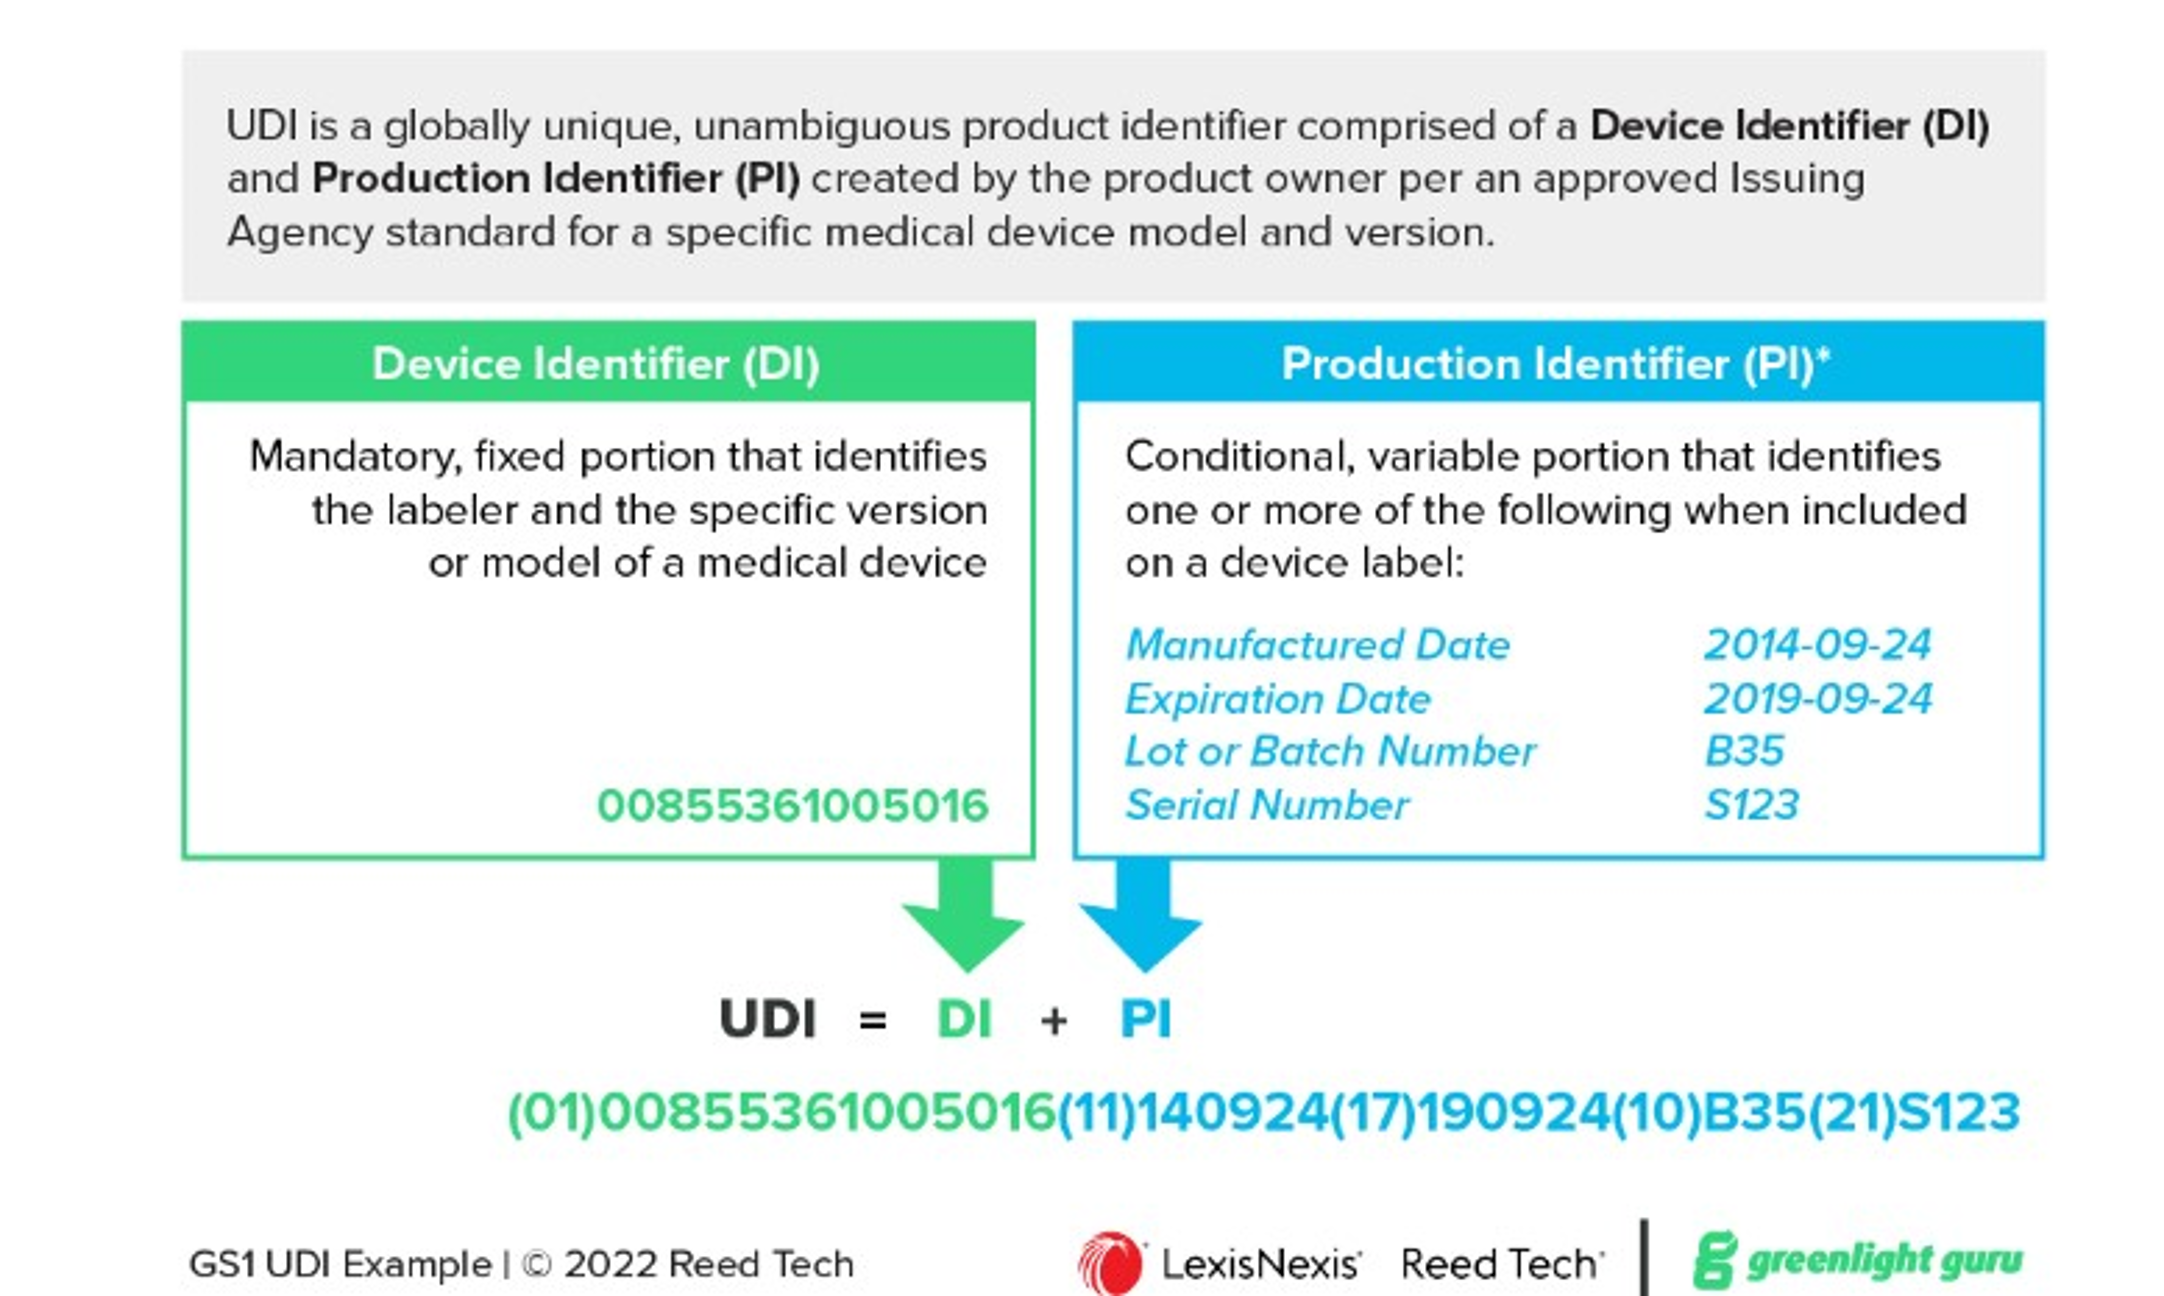 UDI is a globally unique, unambiguous product identifier comprised of a Device Identifier (DI)
and Production Identifier (PI) created by the product owner per an approved Issuing
Agency standard for a specific medical device model and version.
Device Identifier (DI)
Mandatory, fixed portion that identifies
the labeler and the specific version
or model of a medical device
00855361005016
Production Identifier (PI)*
Conditional, variable portion that identifies
one or more of the following when included
on a device label:
Manufactured Date 2014-09-24
Expiration Date 2019-09-24
Lot or Batch Number B35
Serial Number S123
UDI = DI + PI
(01)00855361005016(11)140924(17)190924(10)B35(21)S123
GS1 UDI Example | © 2022 Reed Tech
LexisNexis Reed Tech
greenlight guru